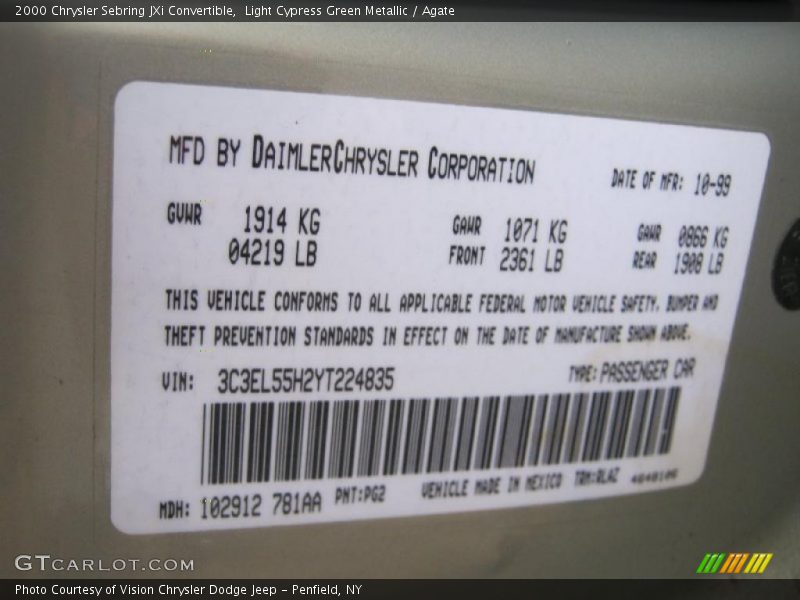 2000 Chrysler Sebring JXi Convertible,  Light Cypress Green Metallic / Agate
MFD BY DAIMLERCHRYSLER CORPORATION
DATE OF MFR: 10-99
GVWR 1914 KG GAWR 1071 KG GAWR 0866 KG
04219 LB FRONT 2361 LB REAR 1908 LB
THIS VEHICLE CONFORMS TO ALL APPLICABLE FEDERAL MOTOR VEHICLE SAFETY, BUMPER AND
THEFT PREVENTION STANDARDS IN EFFECT ON THE DATE OF MANUFACTURE SHOWN ABOVE.
VIN: 3C3EL55H2YT224835 TYPE: PASSENGER CAR
MDH: 102912 781AA PNT:PG2 VEHICLE MADE IN MEXICO
GTCARLOT.COM
Photo Courtesy of Vision Chrysler Dodge Jeep – Penfield, NY